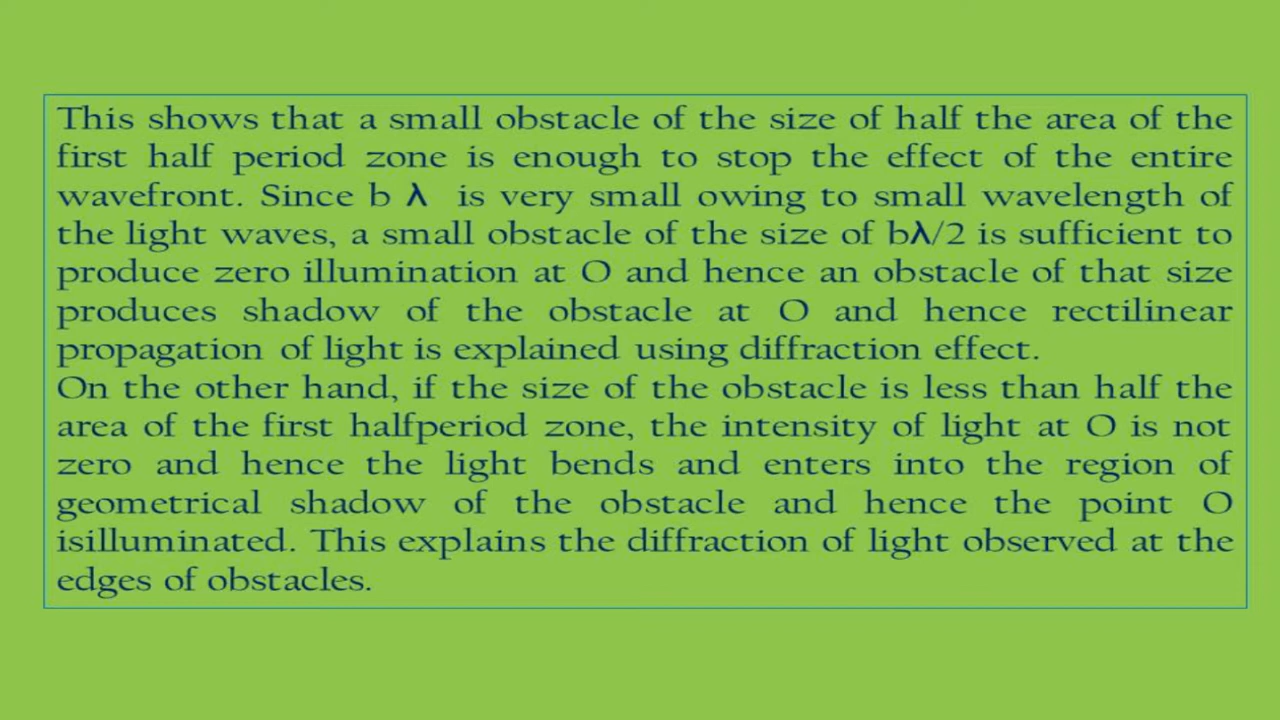 This shows that a small obstacle of the size of half the area of the
first half period zone is enough to stop the effect of the entire
wavefront. Since b λ is very small owing to small wavelength of
the light waves, a small obstacle of the size of bλ/2 is sufficient to
produce zero illumination at O and hence an obstacle of that size
produces shadow of the obstacle at O and hence rectilinear
propagation of light is explained using diffraction effect.
On the other hand, if the size of the obstacle is less than half the
area of the first halfperiod zone, the intensity of light at O is not
zero and hence the light bends and enters into the region of
geometrical shadow of the obstacle and hence the point O
isilluminated. This explains the diffraction of light observed at the
edges of obstacles.